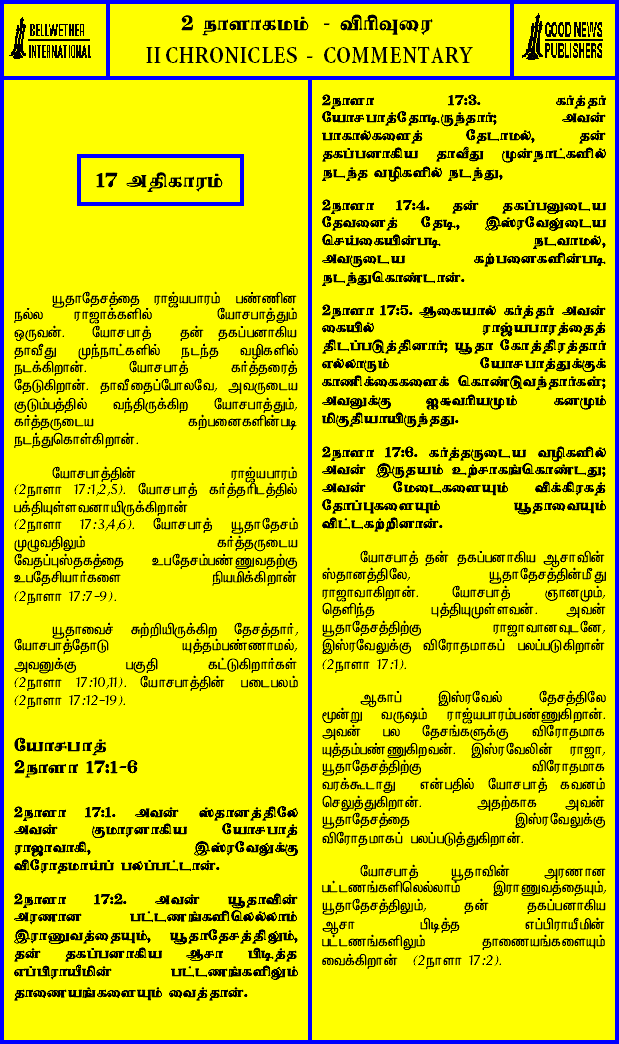 BELLWETHER
INTERNATIONAL
2 நாளாகமம் - விரிவுரை
II CHRONICLES - COMMENTARY
GOOD NEWS
PUBLISHERS
17 அதிகாரம்
யூதாதேசத்தை ராஜ்யபாரம் பண்ணின
நல்ல ராஜாக்களில் யோசபாத்தும்
ஒருவன். யோசபாத் தன் தகப்பனாகிய
தாவீது முந்நாட்களில் நடந்த வழிகளில்
நடக்கிறான். யோசபாத் கர்த்தரைத்
தேடுகிறான். தாவீதைப்போலவே, அவருடைய
குடும்பத்தில் வந்திருக்கிற யோசபாத்தும்,
கர்த்தருடைய கற்பனைகளின்படி
நடந்துகொள்கிறான்.
யோசபாத்தின் ராஜ்யபாரம்
(2நாளா 17:1,2,5). யோசபாத் கர்த்தரிடத்தில்
பக்தியுள்ளவனாயிருக்கிறான்
(2நாளா 17:3,4,6). யோசபாத் யூதாதேசம்
முழுவதிலும் கர்த்தருடைய
வேதப்புஸ்தகத்தை உபதேசம்பண்ணுவதற்கு
உபதேசியார்களை நியமிக்கிறான்
(2நாளா 17:7-9).
யூதாவைச் சுற்றியிருக்கிற தேசத்தார்,
யோசபாத்தோடு யுத்தம்பண்ணாமல்,
அவனுக்கு பகுதி கட்டுகிறார்கள்
(2நாளா 17:10,11). யோசபாத்தின் படைபலம்
(2நாளா 17:12-19).
யோசபாத்
2நாளா 17:1-6
2நாளா 17:1. அவன் ஸ்தானத்திலே
அவன் குமாரனாகிய யோசபாத்
ராஜாவாகி, இஸ்ரவேலுக்கு
விரோதமாய்ப் பலப்பட்டான்.
2நாளா 17:2. அவன் யூதாவின்
அரணான பட்டணங்களிலெல்லாம்
இராணுவத்தையும், யூதாதேசத்திலும்,
தன் தகப்பனாகிய ஆசா பிடித்த
எப்பிராயீமின் பட்டணங்களிலும்
தாணையங்களையும் வைத்தான்.
2நாளா 17:3. கர்த்தர்
யோசபாத்தோடிருந்தார்; அவன்
பாகால்களைத் தேடாமல், தன்
தகப்பனாகிய தாவீது முன்நாட்களில்
நடந்த வழிகளில் நடந்து,
2நாளா 17:4. தன் தகப்பனுடைய
தேவனைத் தேடி, இஸ்ரவேலுடைய
செய்கையின்படி நடவாமல்,
அவருடைய கற்பனைகளின்படி
நடந்துகொண்டான்.
2நாளா 17:5. ஆகையால் கர்த்தர் அவன்
கையில் ராஜ்யபாரத்தைத்
திடப்படுத்தினார்; யூதா கோத்திரத்தார்
எல்லாரும் யோசபாத்துக்குக்
காணிக்கைகளைக் கொண்டுவந்தார்கள்;
அவனுக்கு ஐசுவரியமும் கனமும்
மிகுதியாயிருந்தது.
2நாளா 17:6. கர்த்தருடைய வழிகளில்
அவன் இருதயம் உற்சாகங்கொண்டது;
அவன் மேடைகளையும் விக்கிரகத்
தோப்புகளையும் யூதாவையும்
விட்டகற்றினான்.
யோசபாத் தன் தகப்பனாகிய ஆசாவின்
ஸ்தானத்திலே, யூதாதேசத்தின்மீது
ராஜாவாகிறான். யோசபாத் ஞானமும்,
தெளிந்த புத்தியுமுள்ளவன். அவன்
யூதாதேசத்திற்கு ராஜாவானவுடனே,
இஸ்ரவேலுக்கு விரோதமாகப் பலப்படுகிறான்
(2நாளா 17:1).
ஆகாப் இஸ்ரவேல் தேசத்திலே
மூன்று வருஷம் ராஜ்யபாரம்பண்ணுகிறான்.
அவன் பல தேசங்களுக்கு விரோதமாக
யுத்தம்பண்ணுகிறவன். இஸ்ரவேலின் ராஜா,
யூதாதேசத்திற்கு விரோதமாக
வரக்கூடாது என்பதில் யோசபாத் கவனம்
செலுத்துகிறான். அதற்காக அவன்
யூதாதேசத்தை இஸ்ரவேலுக்கு
விரோதமாகப் பலப்படுத்துகிறான்.
யோசபாத் யூதாவின் அரணான
பட்டணங்களிலெல்லாம் இராணுவத்தையும்,
யூதாதேசத்திலும், தன் தகப்பனாகிய
ஆசா பிடித்த எப்பிராயீமின்
பட்டணங்களிலும் தாணையங்களையும்
வைக்கிறான் (2நாளா 17:2).